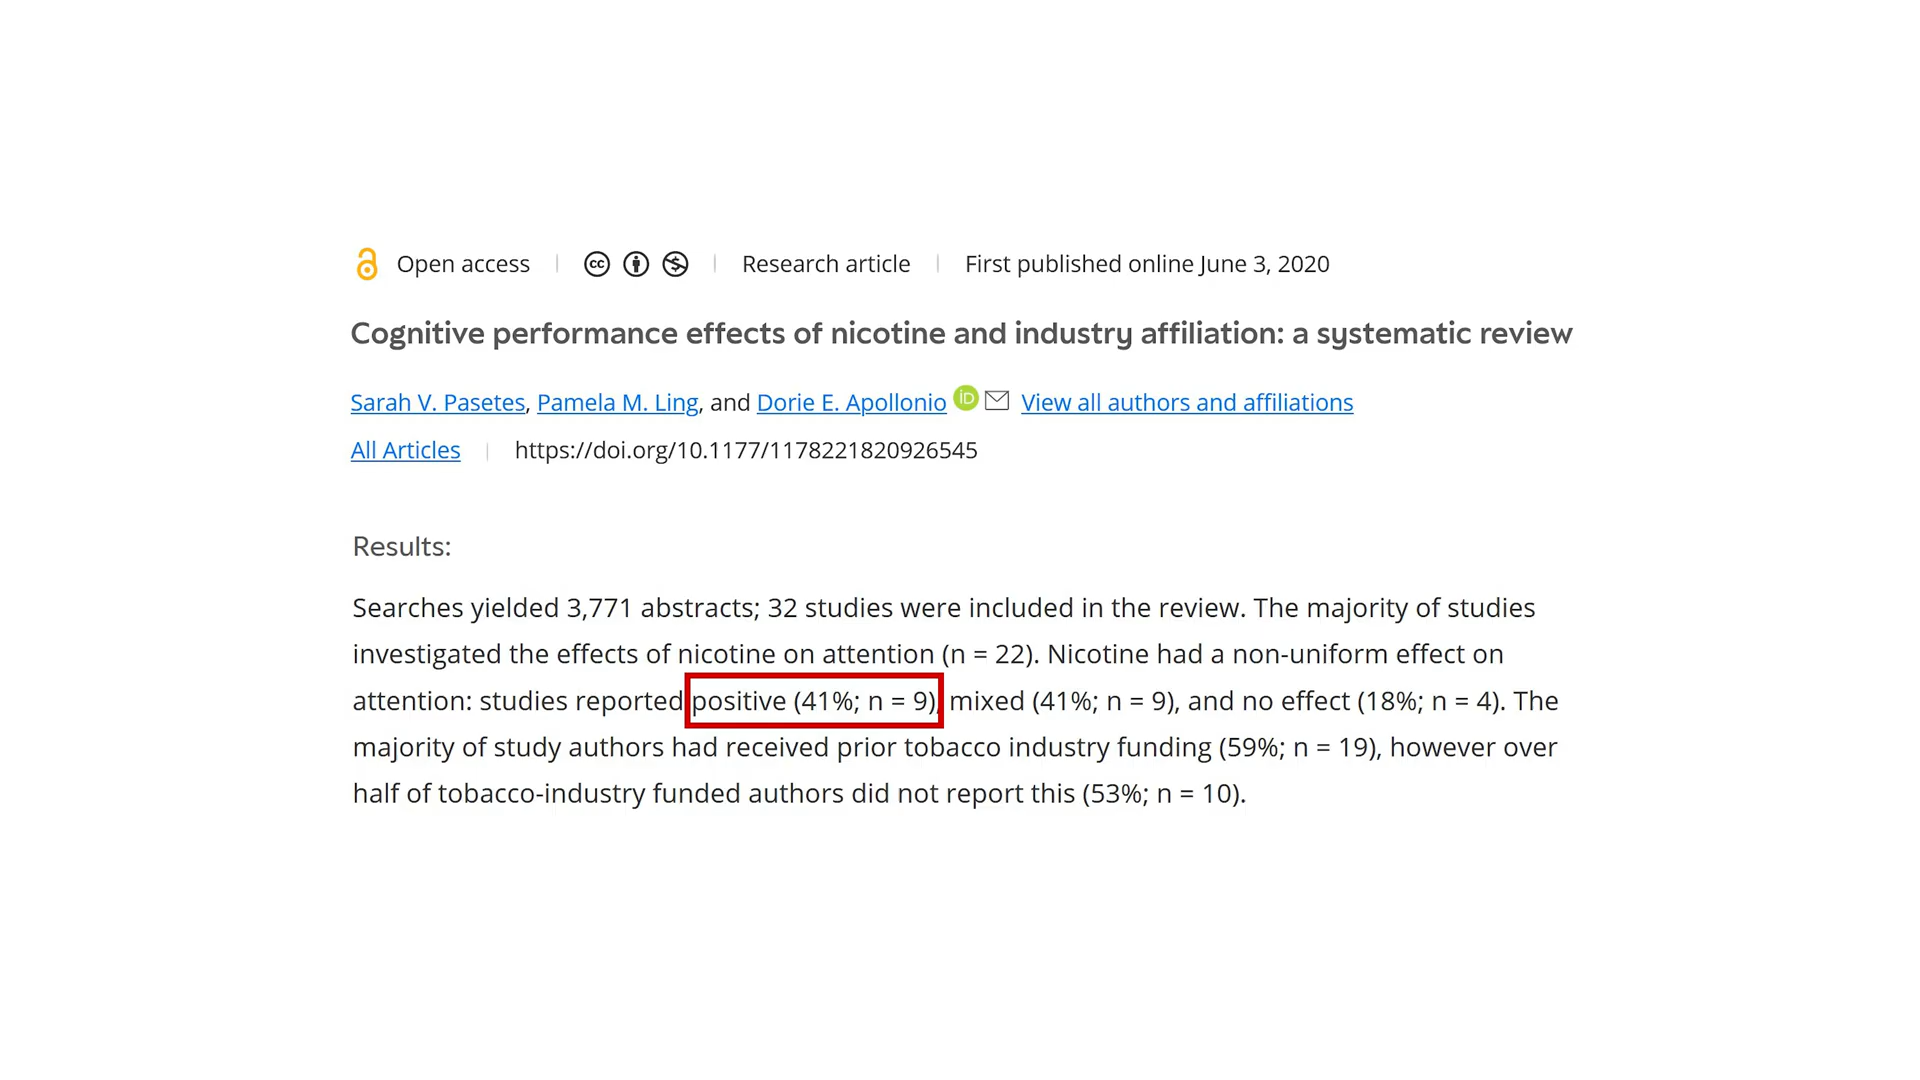 Open access | cc | Research article | First published online June 3, 2020
Cognitive performance effects of nicotine and industry affiliation: a systematic review
Sarah V. Pasetes, Pamela M. Ling, and Dorie E. Apollonio iD View all authors and affiliations
All Articles | https://doi.org/10.1177/1178221820926545
Results:
Searches yielded 3,771 abstracts; 32 studies were included in the review. The majority of studies
investigated the effects of nicotine on attention (n = 22). Nicotine had a non-uniform effect on
attention: studies reported positive (41%; n = 9), mixed (41%; n = 9), and no effect (18%; n = 4). The
majority of study authors had received prior tobacco industry funding (59%; n = 19), however over
half of tobacco-industry funded authors did not report this (53%; n = 10).